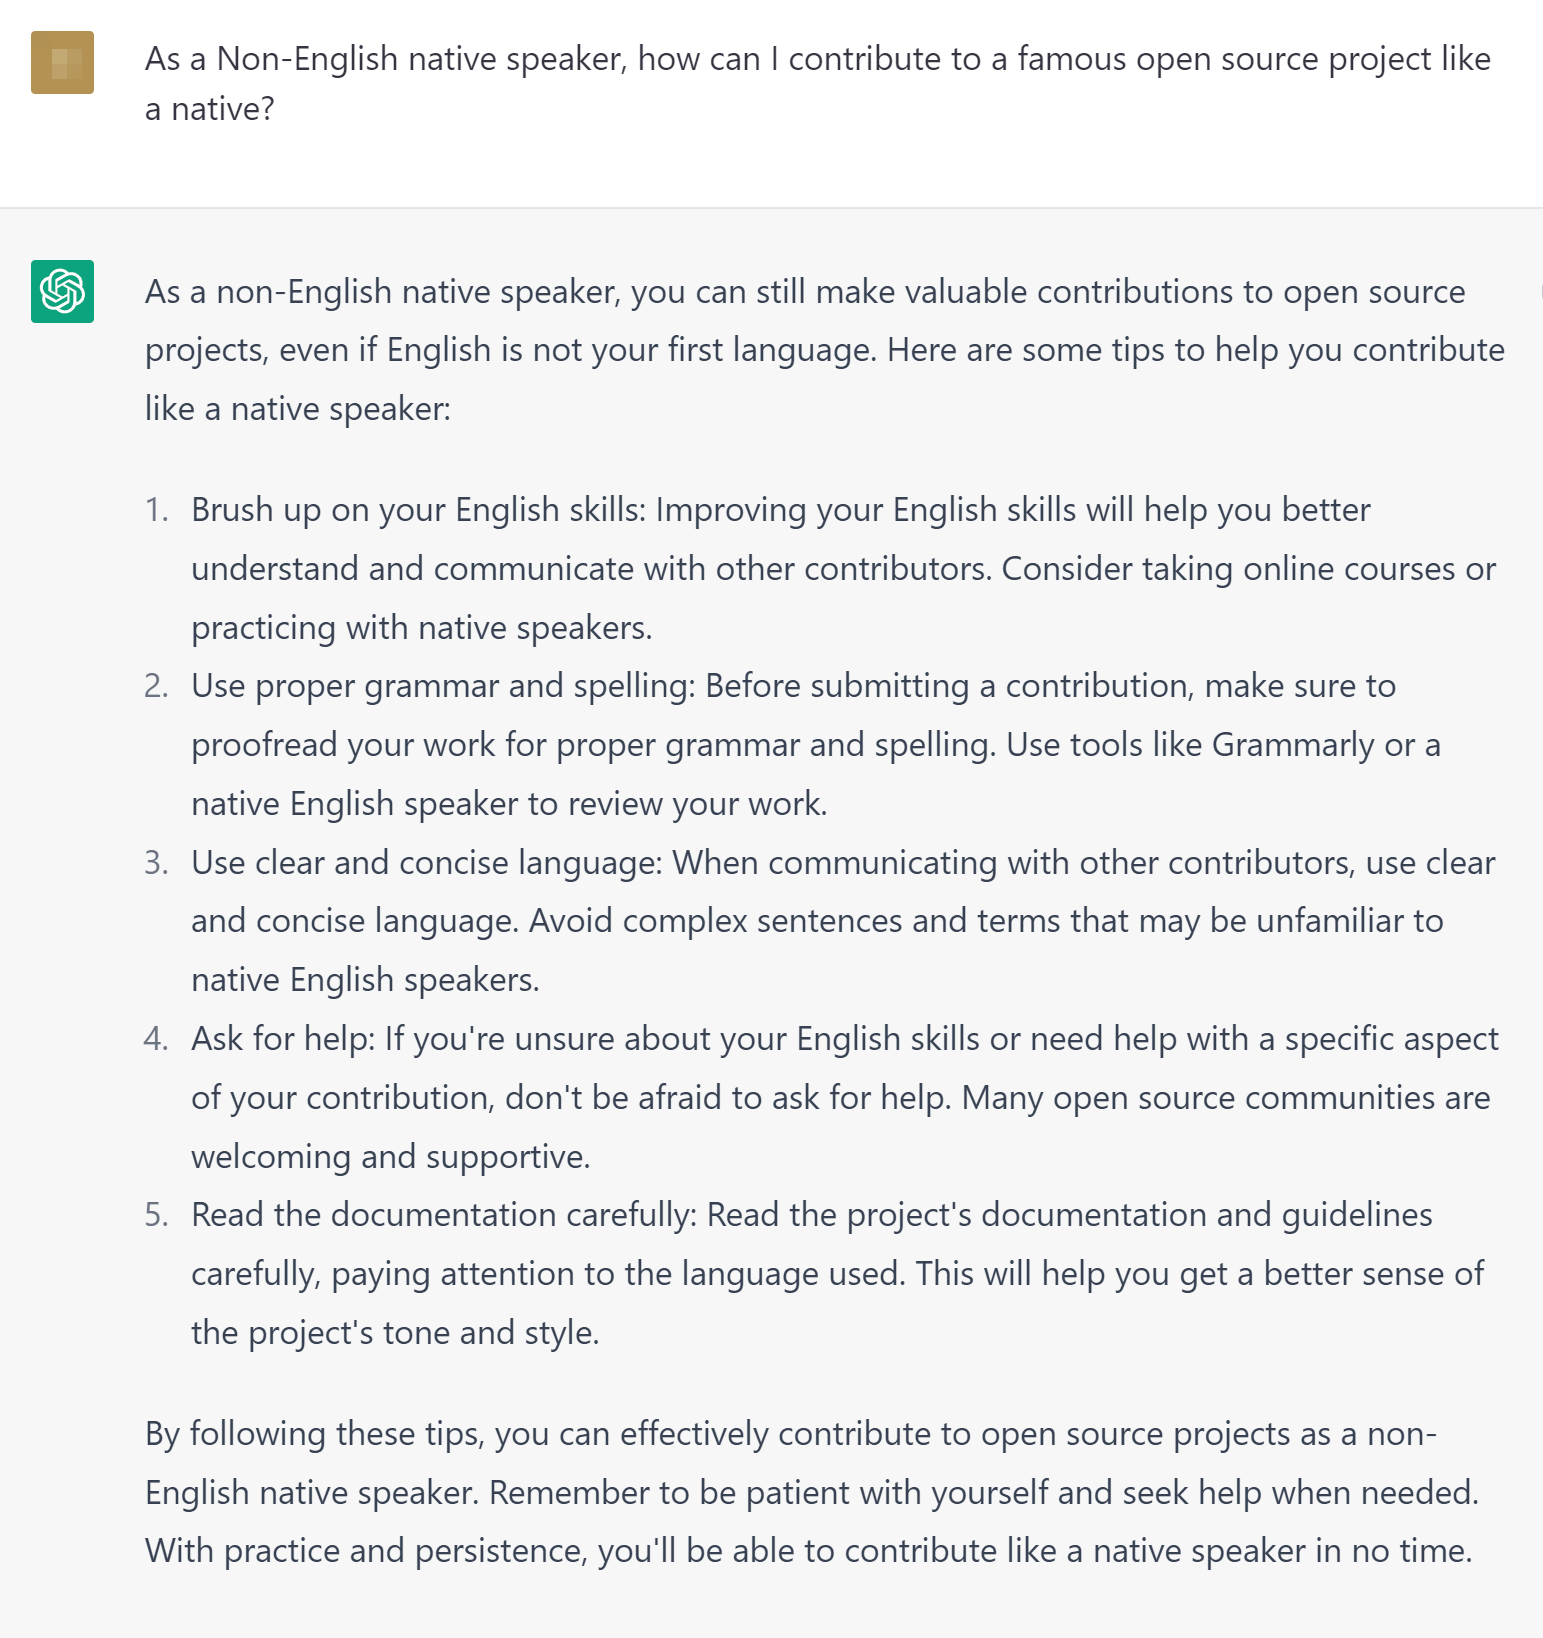 As a Non-English native speaker, how can I contribute to a famous open source project like
a native?
As a non-English native speaker, you can still make valuable contributions to open source
projects, even if English is not your first language. Here are some tips to help you contribute
like a native speaker:
1. Brush up on your English skills: Improving your English skills will help you better
understand and communicate with other contributors. Consider taking online courses or
practicing with native speakers.
2. Use proper grammar and spelling: Before submitting a contribution, make sure to
proofread your work for proper grammar and spelling. Use tools like Grammarly or a
native English speaker to review your work.
3. Use clear and concise language: When communicating with other contributors, use clear
and concise language. Avoid complex sentences and terms that may be unfamiliar to
native English speakers.
4. Ask for help: If you're unsure about your English skills or need help with a specific aspect
of your contribution, don't be afraid to ask for help. Many open source communities are
welcoming and supportive.
5. Read the documentation carefully: Read the project's documentation and guidelines
carefully, paying attention to the language used. This will help you get a better sense of
the project's tone and style.
By following these tips, you can effectively contribute to open source projects as a non-
English native speaker. Remember to be patient with yourself and seek help when needed.
With practice and persistence, you'll be able to contribute like a native speaker in no time.